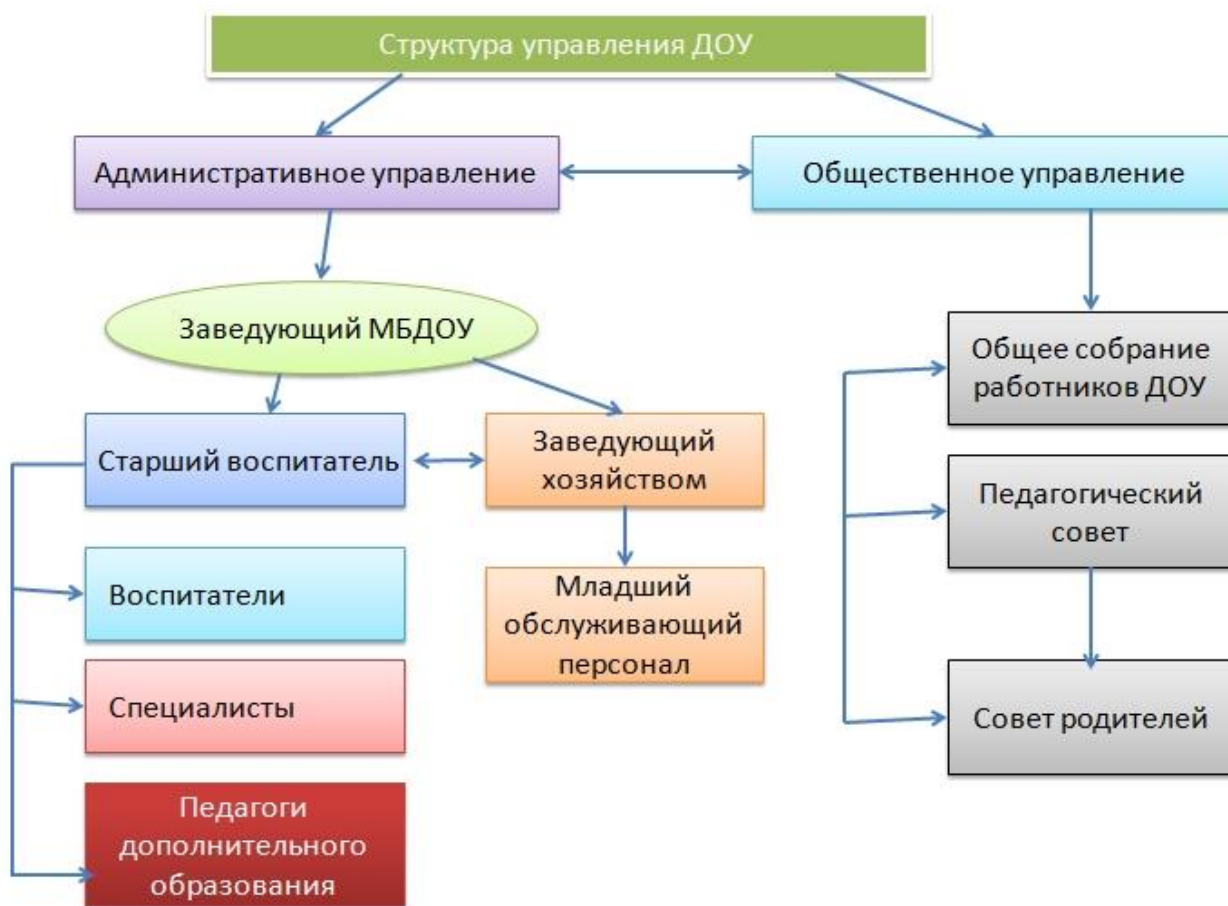 Структура управления ДОУ
Административное управление
Общественное управление
Заведующий МБДОУ
Общее собрание
работников ДОУ
Старший воспитатель
Заведующий
хозяйством
Педагогический
совет
Воспитатели
Младший
обслуживающий
персонал
Специалисты
Совет родителей
Педагоги
дополнительного
образования